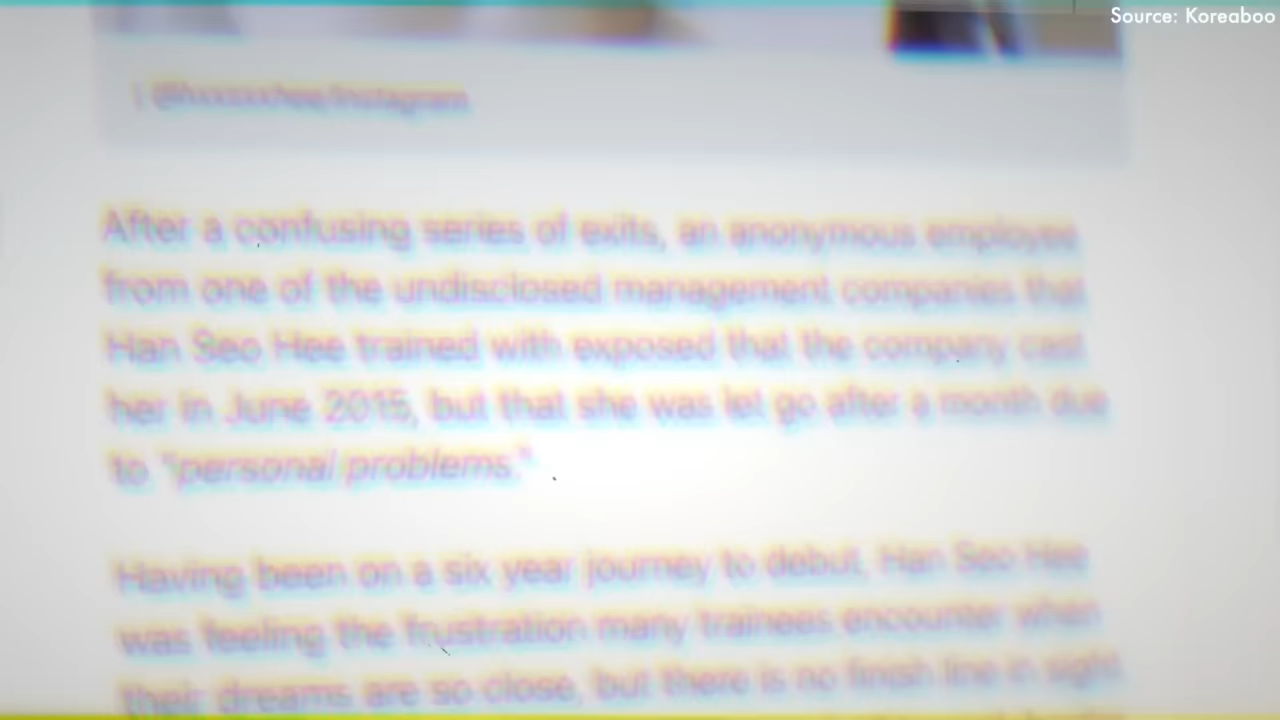 Source: Koreaboo
After a confusing series of exits, an anonymous employee
from one of the undisclosed management companies that
Han Seo Hee trained with exposed that the company cast
her in June 2015, but that she was let go after a month due
to "personal problems."
Having been on a six year journey to debut, Han Seo Hee
was feeling the frustration many trainees encounter when
their dreams are so close, but there is no finish line in sight